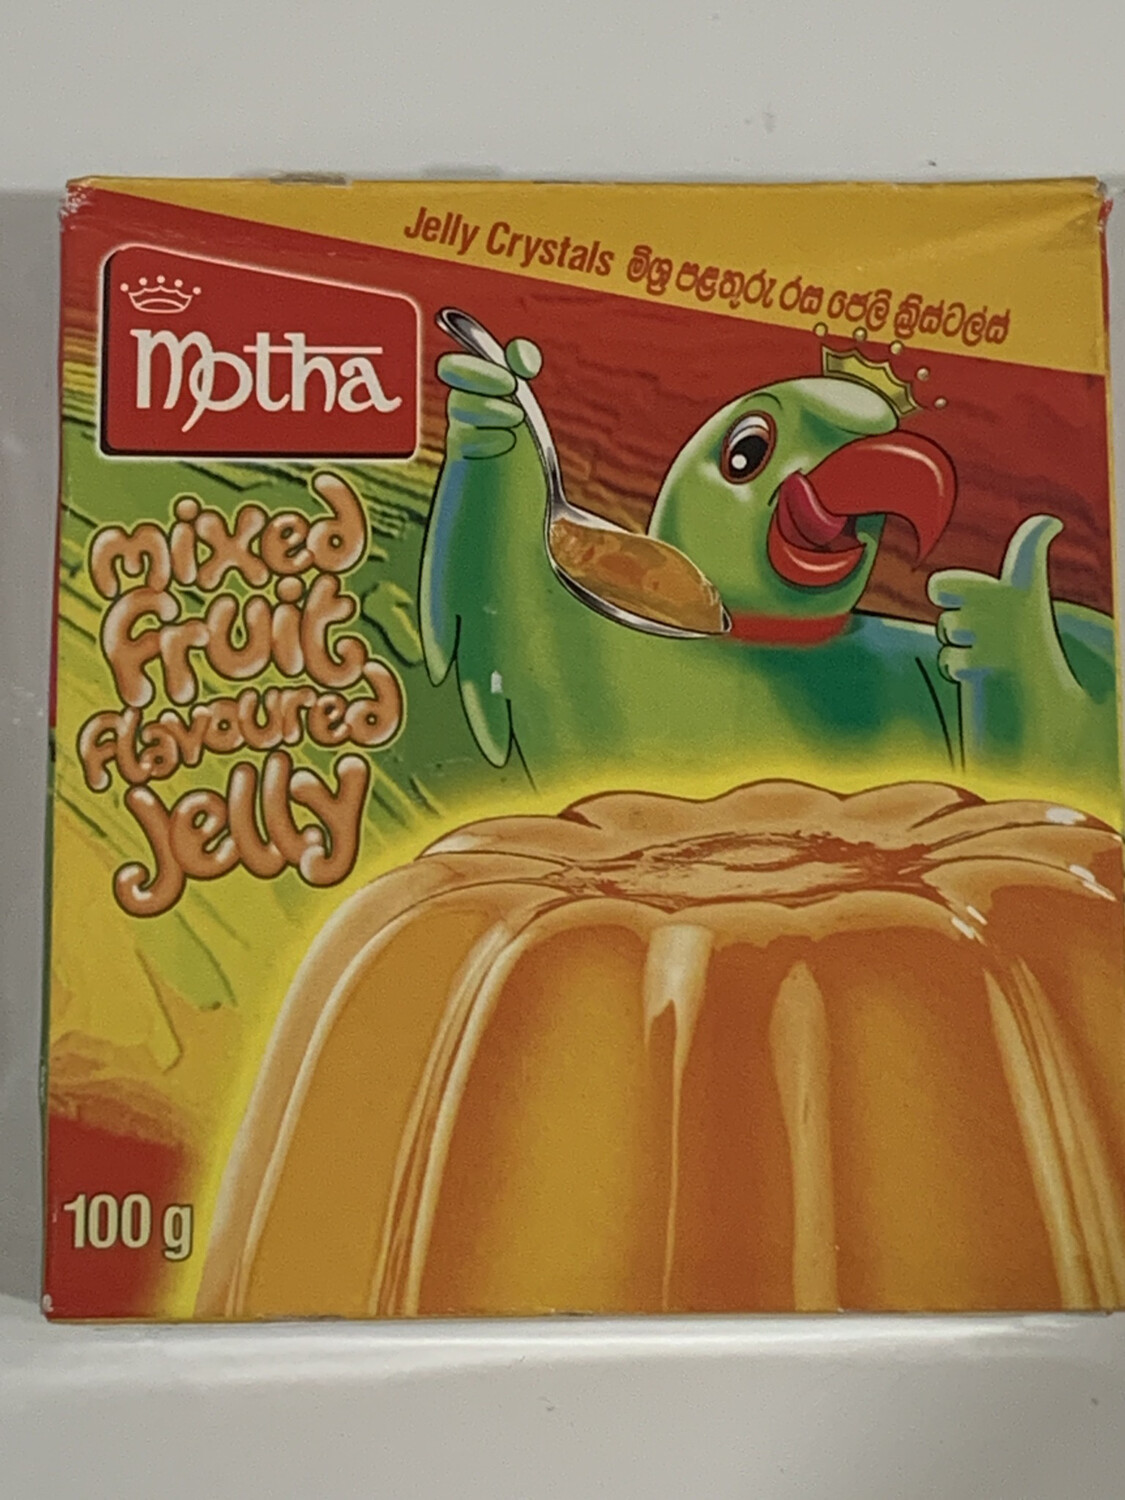 Jelly Crystals මිශ්‍ර පළතුරු රස ජෙලි ක්‍රිස්ටල්ස්
Motha
mixed
fruit
flavoured
jelly
100 g